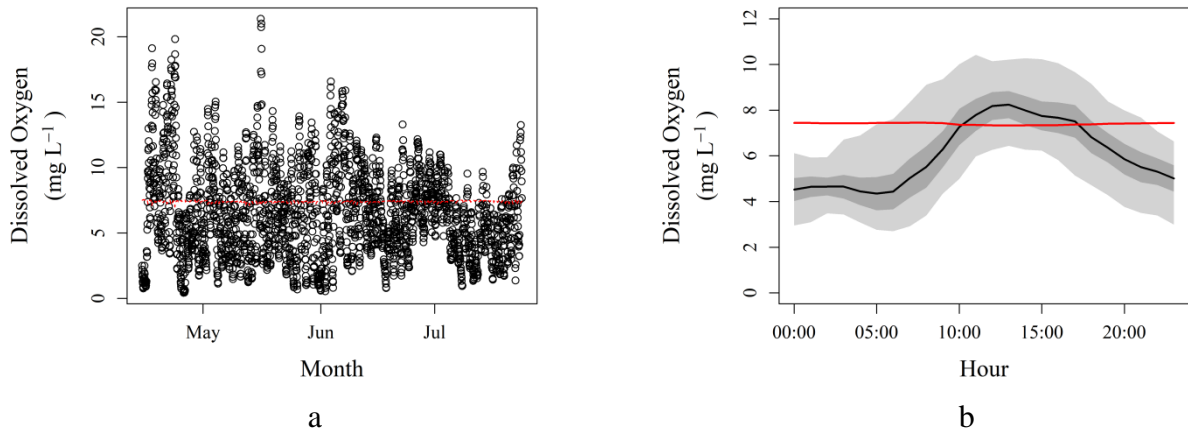 Dissolved Oxygen
(mg L⁻¹)
20
15
10
5
0
May
Jun
Jul
Month
a
Dissolved Oxygen
(mg L⁻¹)
12
10
8
6
4
2
0
00:00
05:00
10:00
15:00
20:00
Hour
b